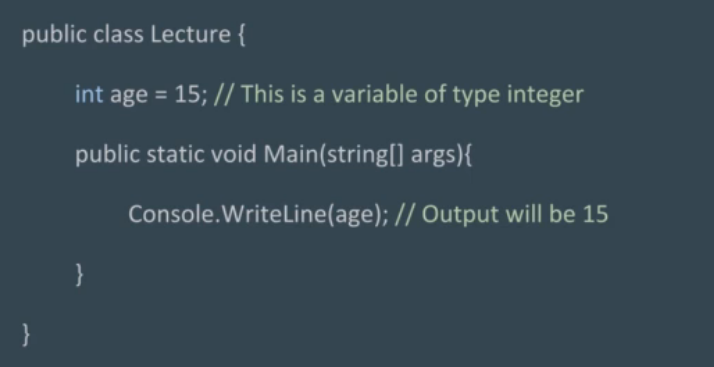 public class Lecture {
int age = 15; // This is a variable of type integer
public static void Main(string[] args){
Console.WriteLine(age); // Output will be 15
}
}